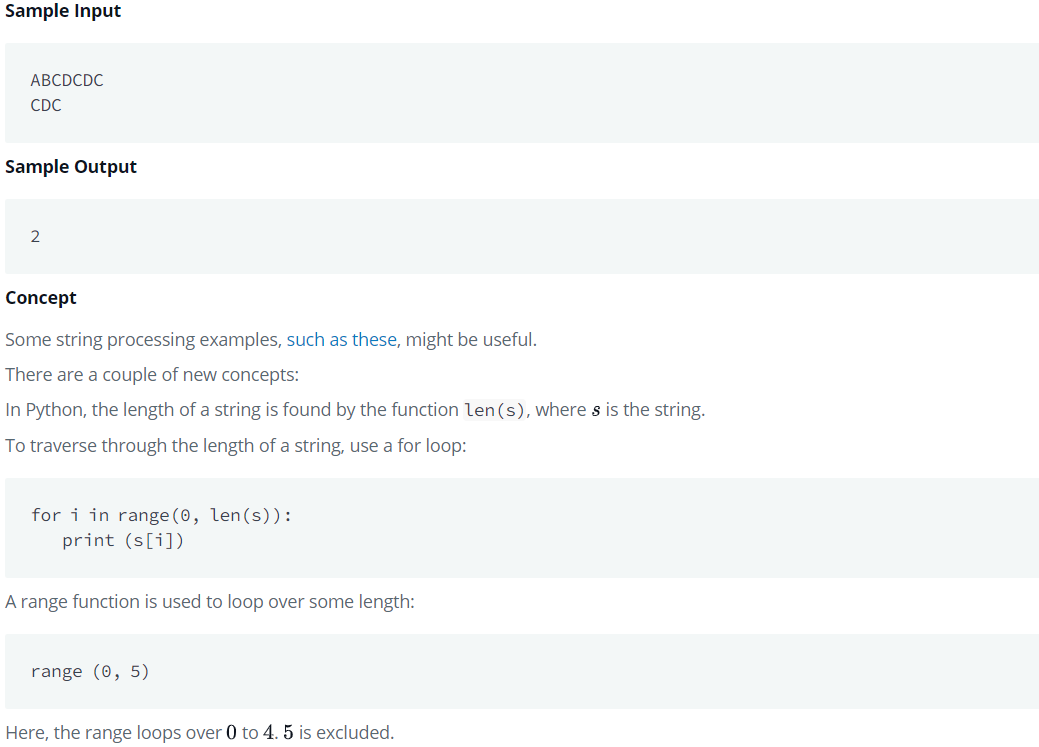 Sample Input
ABCDCDC
CDC
Sample Output
2
Concept
Some string processing examples, such as these, might be useful.
There are a couple of new concepts:
In Python, the length of a string is found by the function len(s), where s is the string.
To traverse through the length of a string, use a for loop:
for i in range(0, len(s)):
   print (s[i])
A range function is used to loop over some length:
range (0, 5)
Here, the range loops over 0 to 4. 5 is excluded.